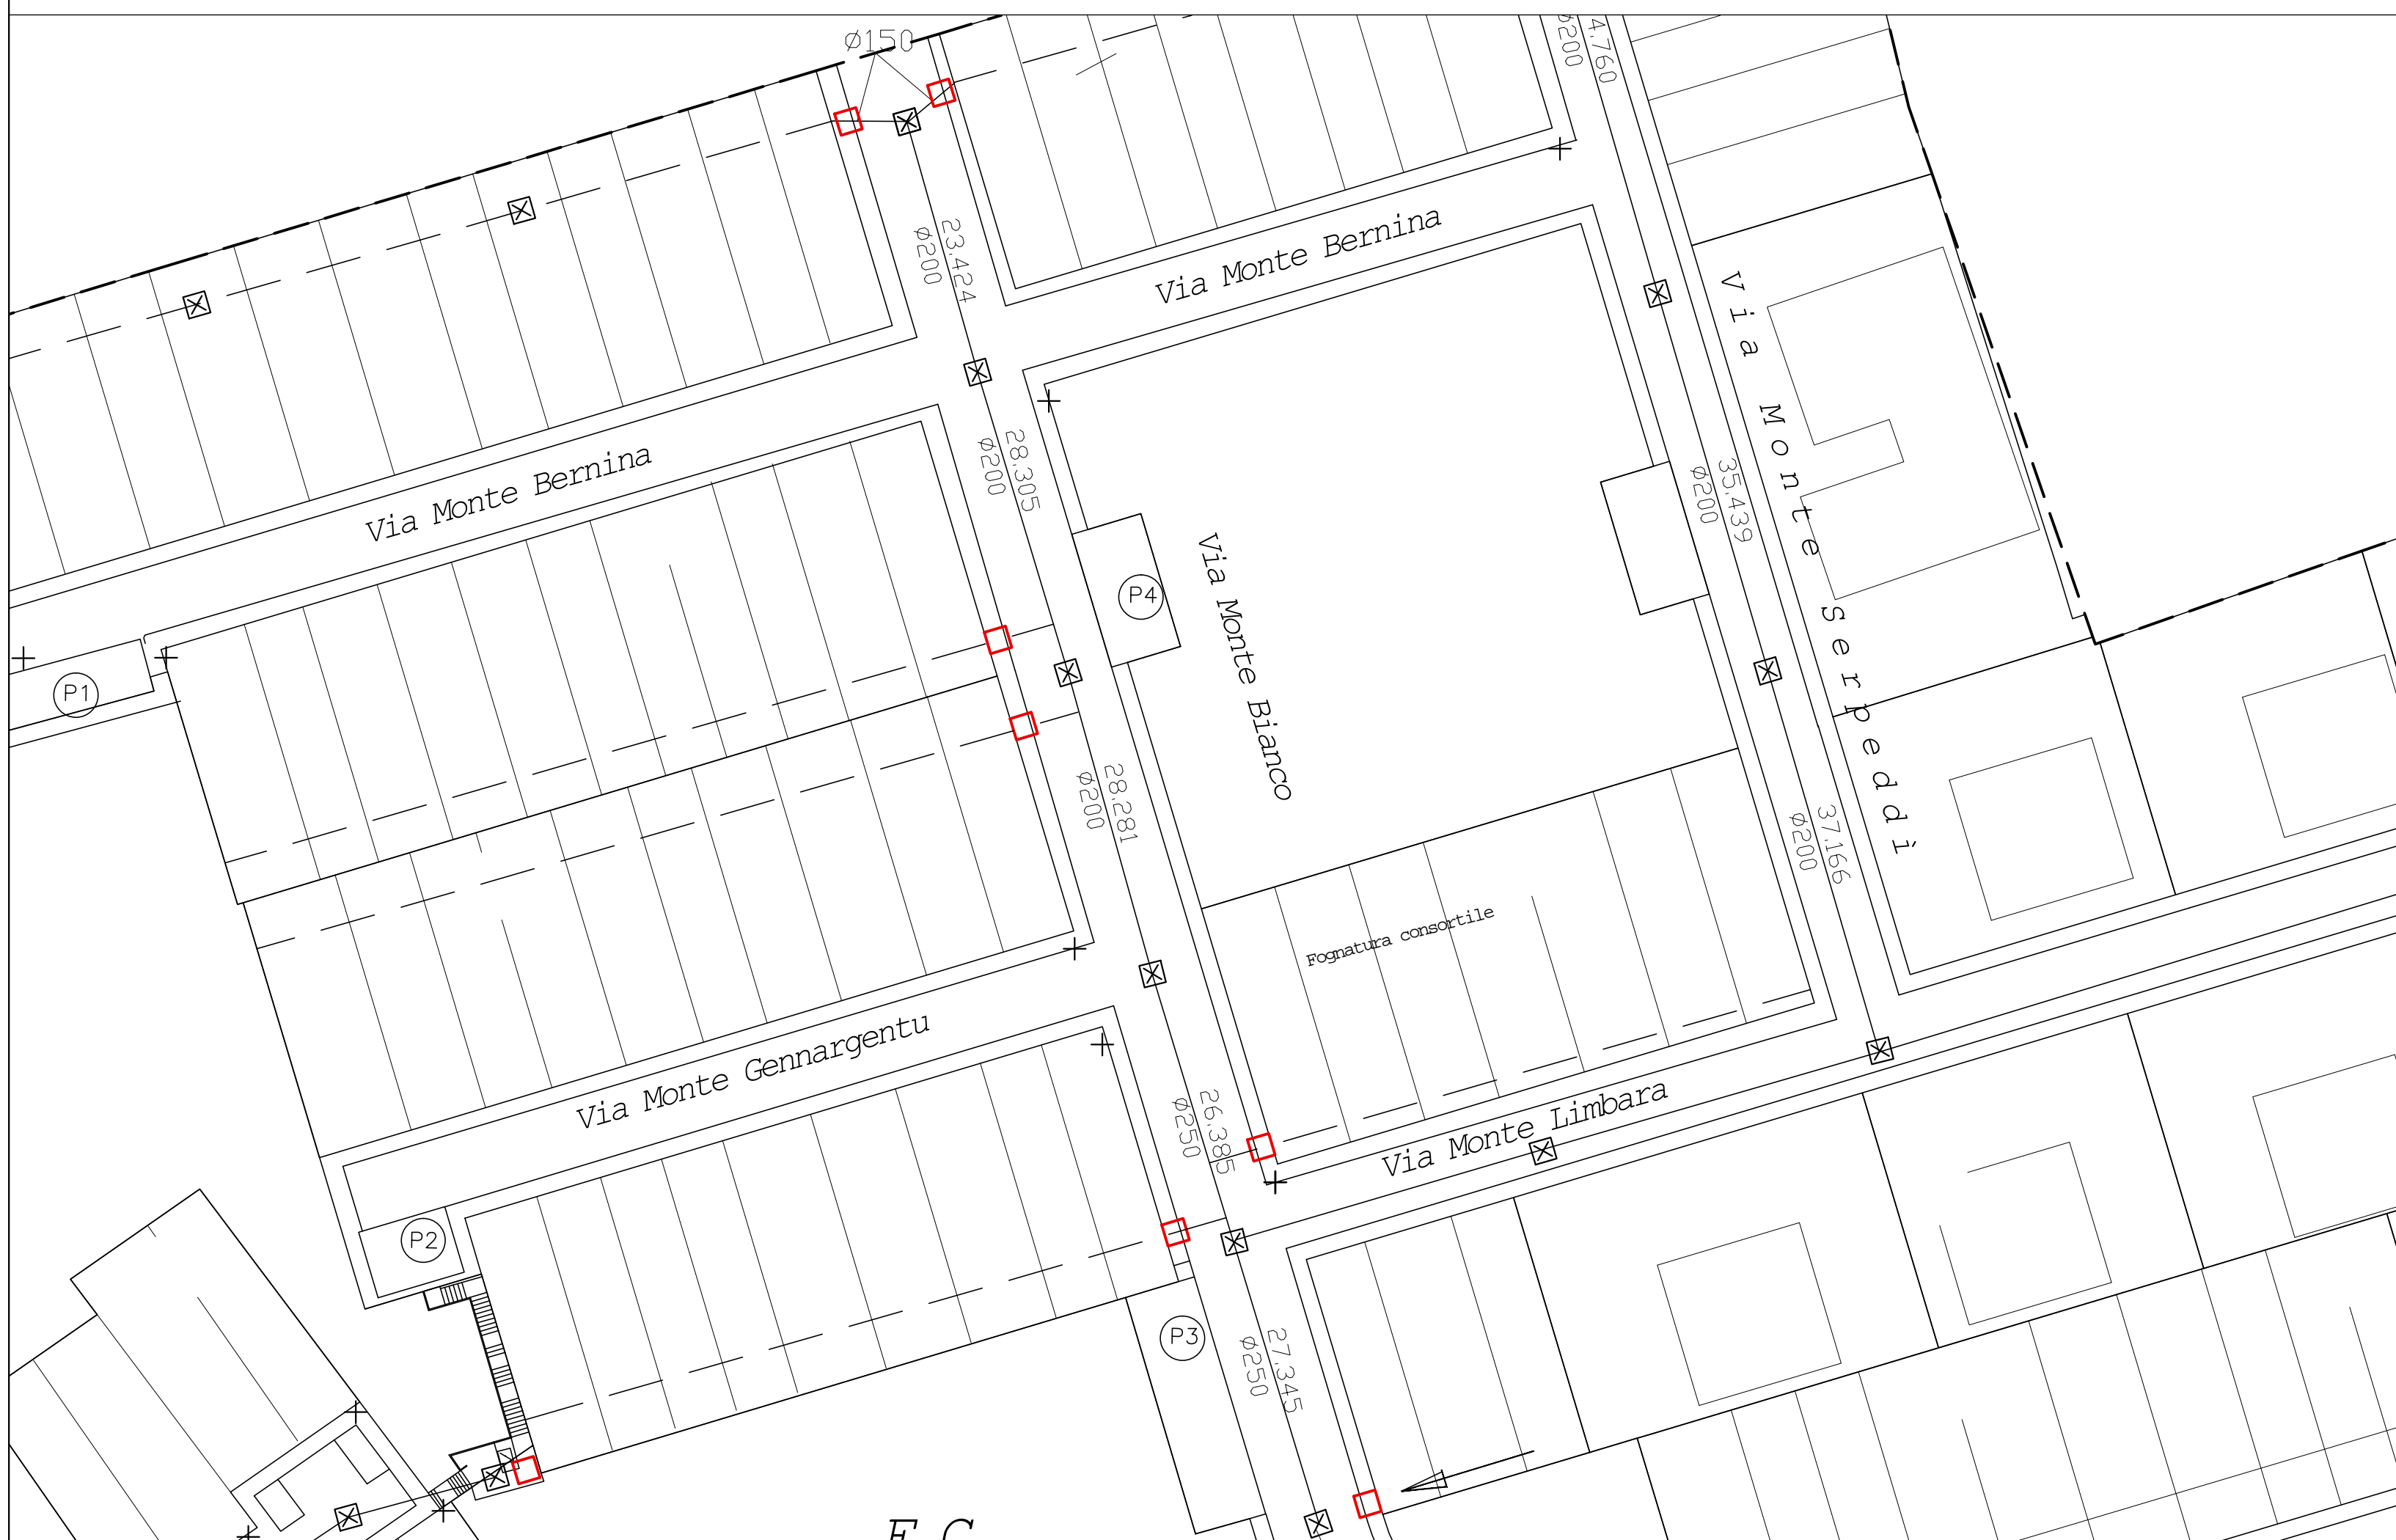 Ø150
Ø200
4.760
23.424
Ø200
Via Monte Bernina
Via Monte Bernina
28.305
Ø200
Via Monte Serpeddì
35.439
Ø200
P4
Via Monte Bianco
P1
28.281
Ø200
37.166
Ø200
Fognatura consortile
Via Monte Gennargentu
26.385
Ø250
Via Monte Limbara
P2
P3
27.345
Ø250